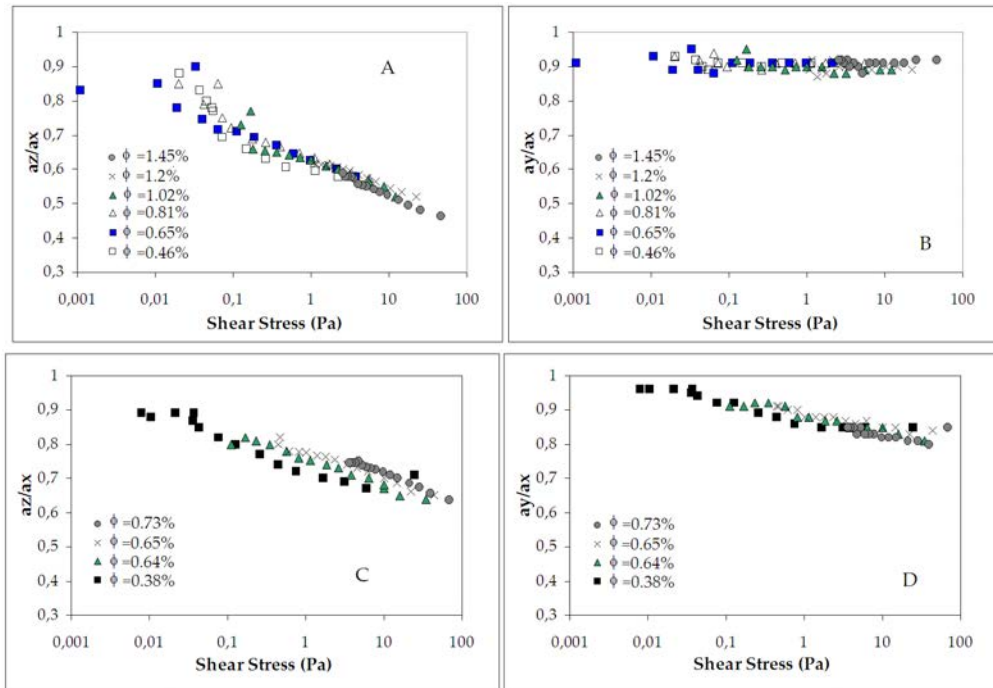 A
az/ax
1
0,9
0,8
0,7
0,6
0,5
0,4
0,3
0,001
0,01
0,1
1
10
100
Shear Stress (Pa)
ϕ =1.45%
ϕ =1.2%
ϕ =1.02%
ϕ =0.81%
ϕ =0.65%
ϕ =0.46%
B
ay/ax
1
0,9
0,8
0,7
0,6
0,5
0,4
0,3
0,001
0,01
0,1
1
10
100
Shear Stress (Pa)
ϕ =1.45%
ϕ =1.2%
ϕ =1.02%
ϕ =0.81%
ϕ =0.65%
ϕ =0.46%
C
az/ax
1
0,9
0,8
0,7
0,6
0,5
0,4
0,3
0,001
0,01
0,1
1
10
100
Shear Stress (Pa)
ϕ =0.73%
ϕ =0.65%
ϕ =0.64%
ϕ =0.38%
D
ay/ax
1
0,9
0,8
0,7
0,6
0,5
0,4
0,3
0,001
0,01
0,1
1
10
100
Shear Stress (Pa)
ϕ =0.73%
ϕ =0.65%
ϕ =0.64%
ϕ =0.38%